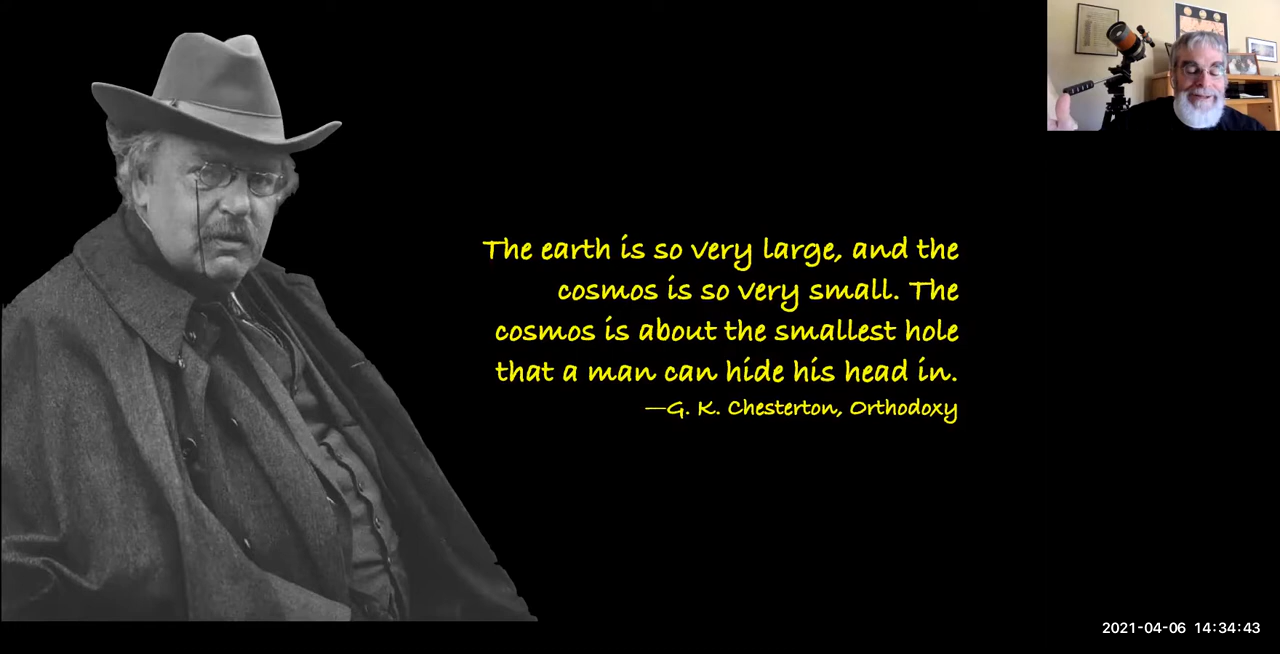 The earth is so very large, and the
cosmos is so very small. The
cosmos is about the smallest hole
that a man can hide his head in.
—G. K. Chesterton, Orthodoxy
2021-04-06 14:34:43